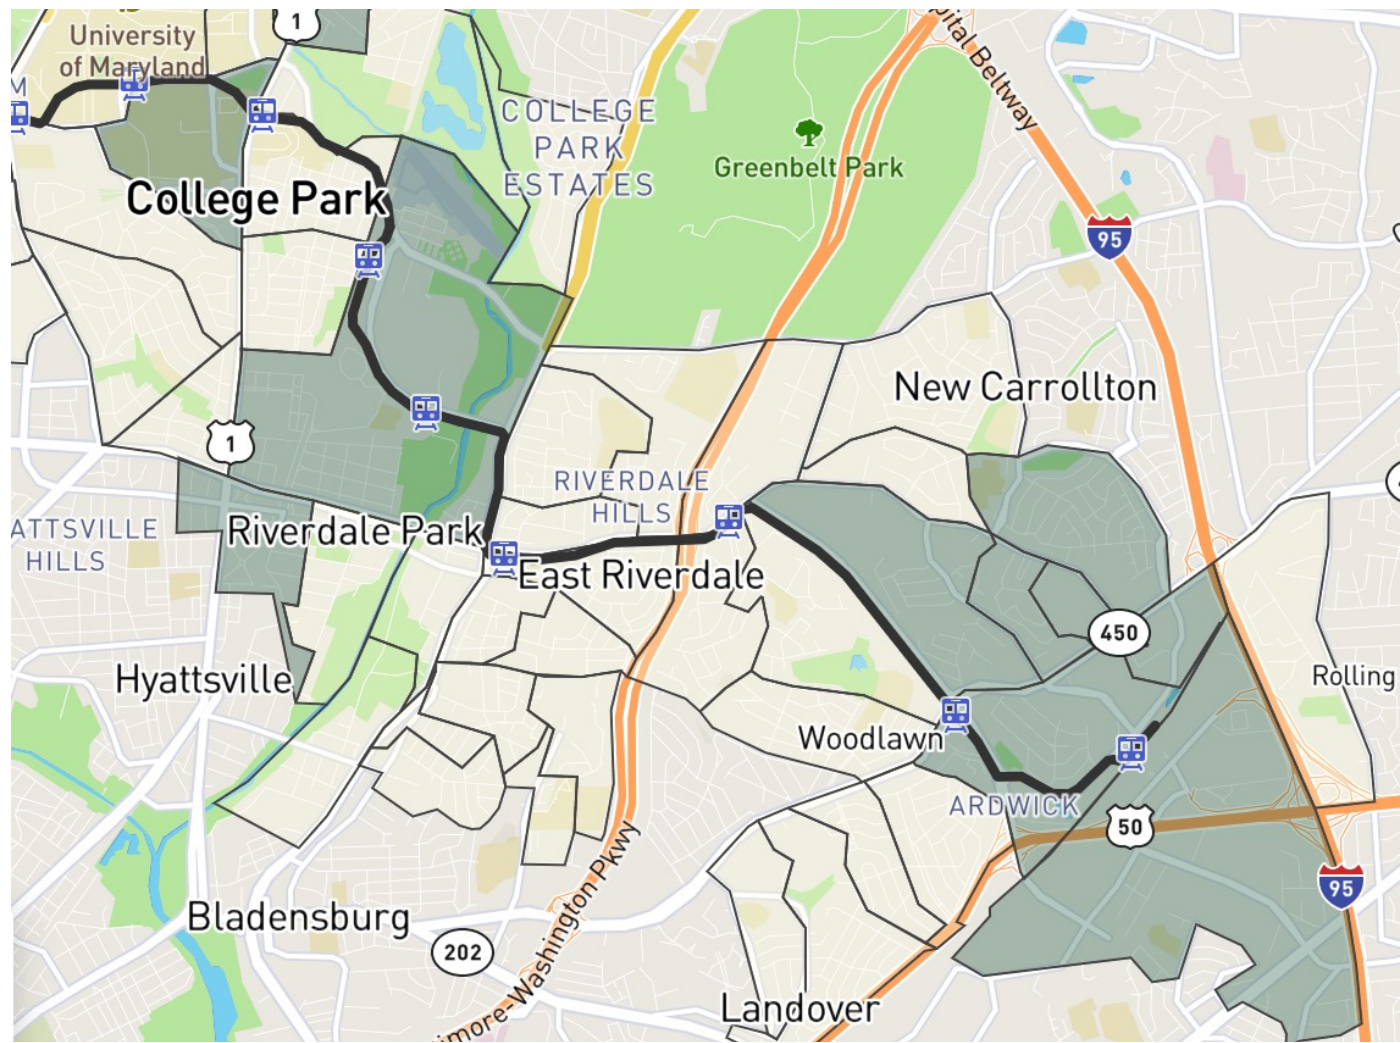 1
University
of Maryland
M
COLLEGE
PARK
ESTATES
Capital Beltway
Greenbelt Park
College Park
95
New Carrollton
1
RIVERDALE
HILLS
ATTSVILLE
HILLS
Riverdale Park
East Riverdale
450
Hyattsville
Rolling
Woodlawn
ARDWICK
50
95
Bladensburg
202
imore-Washington Pkwy
Landover